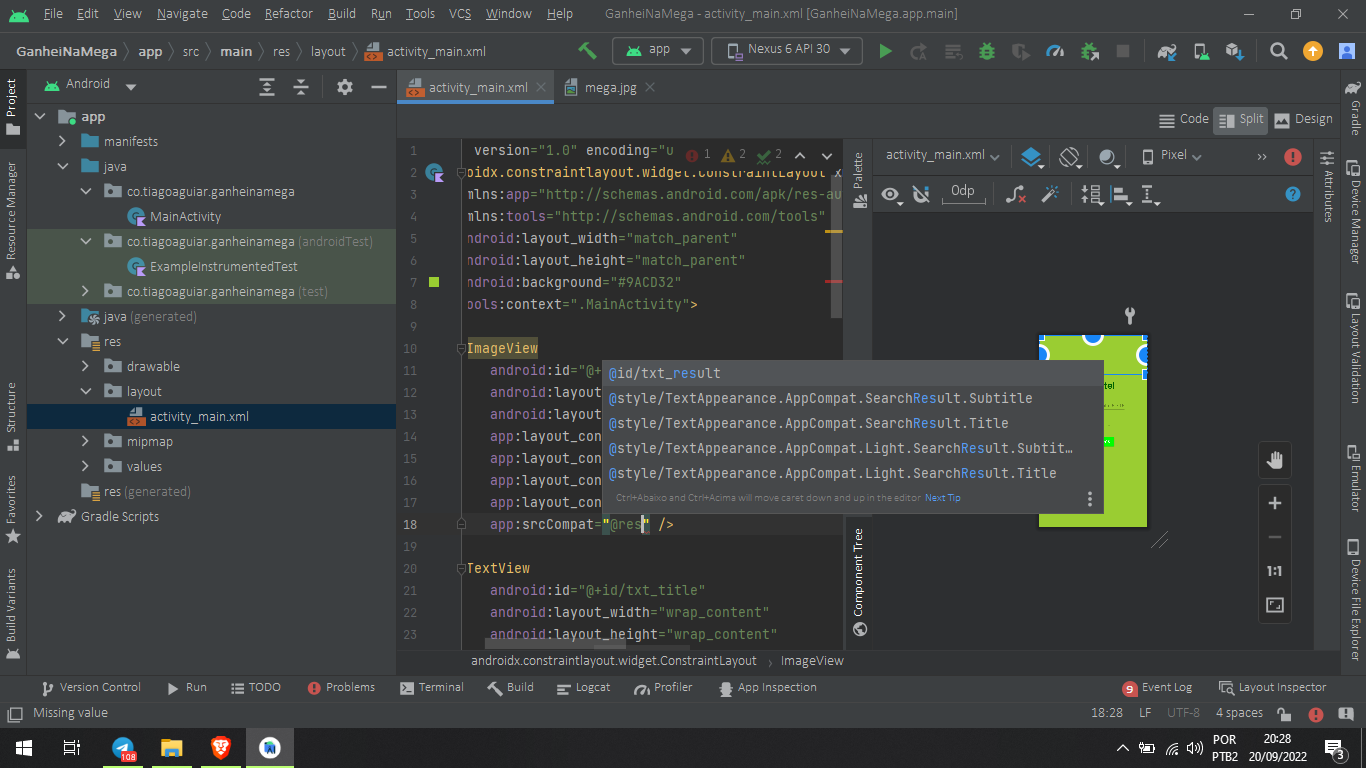 File Edit View Navigate Code Refactor Build Run Tools VCS Window Help GanheiNaMega - activity_main.xml [GanheiNaMega.app.main]
GanheiNaMega app src main res layout activity_main.xml app Nexus 6 API 30
Project
Resource Manager
Structure
Favorites
Build Variants
Android
app
manifests
java
co.tiagoaguiar.ganheinamega
MainActivity
co.tiagoaguiar.ganheinamega (androidTest)
ExampleInstrumentedTest
co.tiagoaguiar.ganheinamega (test)
java (generated)
res
drawable
layout
activity_main.xml
mipmap
values
res (generated)
Gradle Scripts
activity_main.xml mega.jpg
Code Split Design
1 version="1.0" encoding="u 1 2 2
2 oidx.constraintlayout.widget.ConstraintLayout x
3 mlns:app="http://schemas.android.com/apk/res-au
4 mlns:tools="http://schemas.android.com/tools"
5 ndroid:layout_width="match_parent"
6 ndroid:layout_height="match_parent"
7 ndroid:background="#9ACD32"
8 ools:context=".MainActivity">
9
10 ImageView
11 android:id="@+
12 android:layout
13 android:layout
14 app:layout_con
15 app:layout_con
16 app:layout_con
17 app:layout_con
18 app:srcCompat="@res" />
19
20 TextView
21 android:id="@+id/txt_title"
22 android:layout_width="wrap_content"
23 android:layout_height="wrap_content"
@id/txt_result
@style/TextAppearance.AppCompat.SearchResult.Subtitle
@style/TextAppearance.AppCompat.SearchResult.Title
@style/TextAppearance.AppCompat.Light.SearchResult.Subtit…
@style/TextAppearance.AppCompat.Light.SearchResult.Title
Ctrl+Abaixo and Ctrl+Acima will move caret down and up in the editor Next Tip
androidx.constraintlayout.widget.ConstraintLayout ImageView
Palette
Component Tree
activity_main.xml Pixel
0dp
1:1
Attributes
Gradle
Device Manager
Layout Validation
Emulator
Device File Explorer
Version Control Run TODO Problems Terminal Build Logcat Profiler App Inspection 9 Event Log Layout Inspector
Missing value 18:28 LF UTF-8 4 spaces
108 POR PTB2 20:28 20/09/2022 3